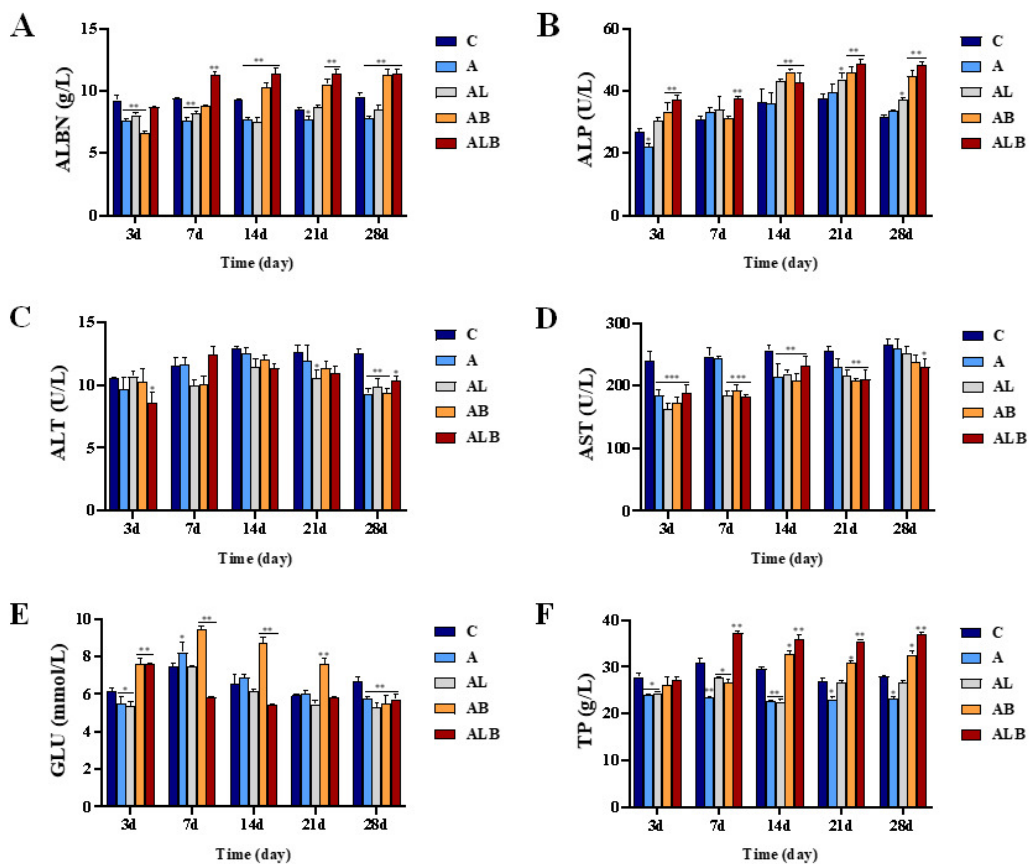 A
ALBN (g/L)
15
10
5
0
** ** ** ** * ** **
3d 7d 14d 21d 28d
Time (day)
C
A
AL
AB
ALB
B
ALP (U/L)
60
40
20
0
* ** ** ** * ** * **
3d 7d 14d 21d 28d
Time (day)
C
A
AL
AB
ALB
C
ALT (U/L)
15
10
5
0
* * ** *
3d 7d 14d 21d 28d
Time (day)
C
A
AL
AB
ALB
D
AST (U/L)
300
200
100
0
*** *** ** ** *
3d 7d 14d 21d 28d
Time (day)
C
A
AL
AB
ALB
E
GLU (mmol/L)
10
8
6
4
2
0
* ** * ** ** ** **
3d 7d 14d 21d 28d
Time (day)
C
A
AL
AB
ALB
F
TP (g/L)
40
30
20
10
0
* ** * ** ** * ** * * ** * * **
3d 7d 14d 21d 28d
Time (day)
C
A
AL
AB
ALB